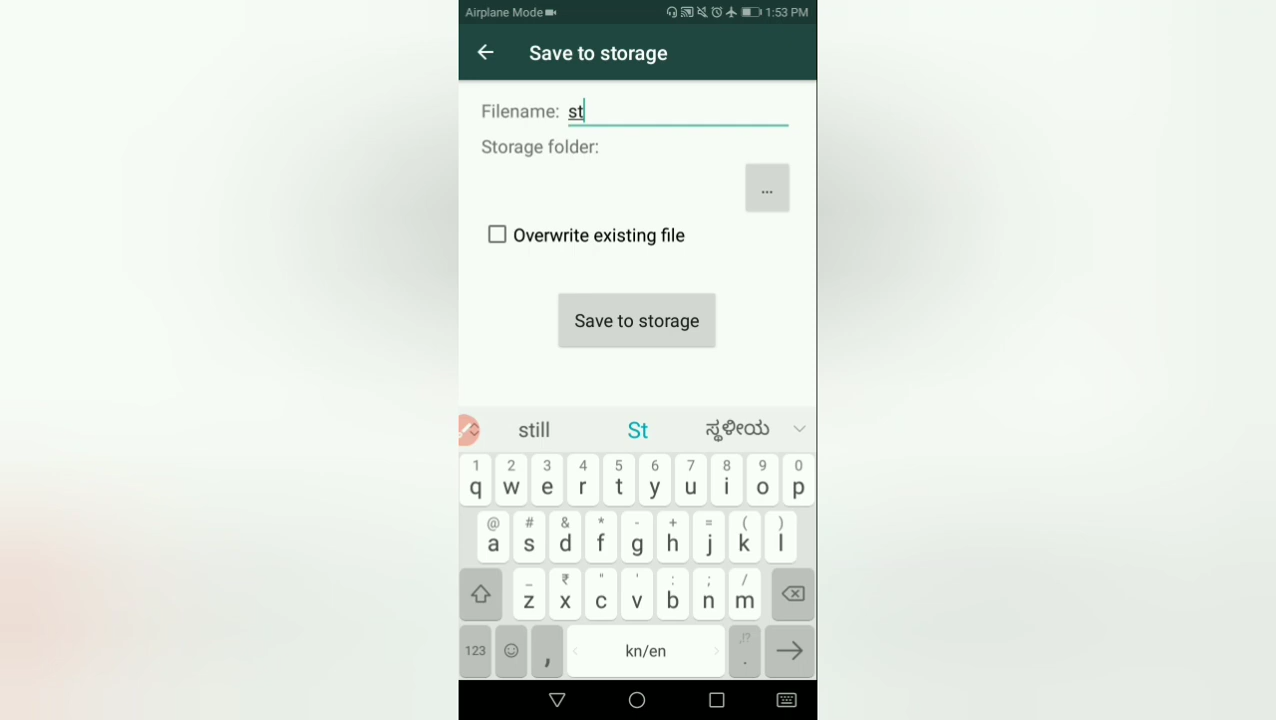 Airplane Mode 1:53 PM
Save to storage
Filename: st
Storage folder:
...
Overwrite existing file
Save to storage
still St ಸ್ಥಳೀಯ
1 2 3 4 5 6 7 8 9 0
q w e r t y u i o p
@ # & * - + = ( )
a s d f g h j k l
_ ₹ " ' : ; /
z x c v b n m
123 , kn/en ,!? .